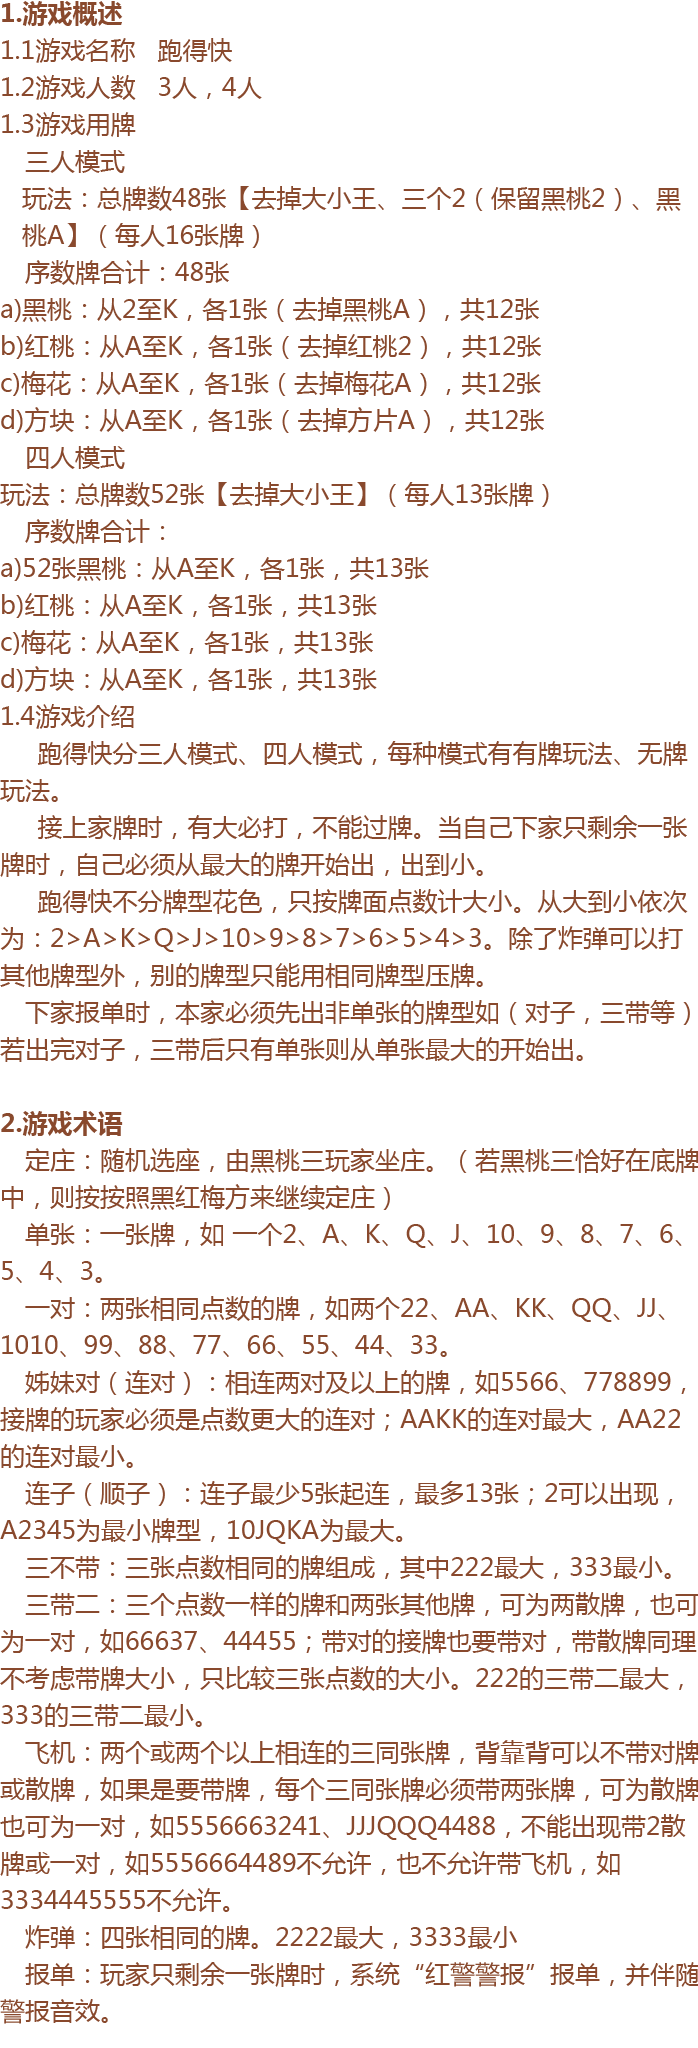 1.游戏概述
1.1游戏名称 跑得快
1.2游戏人数 3人，4人
1.3游戏用牌
三人模式
玩法：总牌数48张【去掉大小王、三个2（保留黑桃2）、黑
桃A】（每人16张牌）
序数牌合计：48张
a)黑桃：从2至K，各1张（去掉黑桃A），共12张
b)红桃：从A至K，各1张（去掉红桃2），共12张
c)梅花：从A至K，各1张（去掉梅花A），共12张
d)方块：从A至K，各1张（去掉方片A），共12张
四人模式
玩法：总牌数52张【去掉大小王】（每人13张牌）
序数牌合计：
a)52张黑桃：从A至K，各1张，共13张
b)红桃：从A至K，各1张，共13张
c)梅花：从A至K，各1张，共13张
d)方块：从A至K，各1张，共13张
1.4游戏介绍
跑得快分三人模式、四人模式，每种模式有有牌玩法、无牌
玩法。
接上家牌时，有大必打，不能过牌。当自己下家只剩余一张
牌时，自己必须从最大的牌开始出，出到小。
跑得快不分牌型花色，只按牌面点数计大小。从大到小依次
为：2>A>K>Q>J>10>9>8>7>6>5>4>3。除了炸弹可以打
其他牌型外，别的牌型只能用相同牌型压牌。
下家报单时，本家必须先出非单张的牌型如（对子，三带等）
若出完对子，三带后只有单张则从单张最大的开始出。
2.游戏术语
定庄：随机选座，由黑桃三玩家坐庄。（若黑桃三恰好在底牌
中，则按按照黑红梅方来继续定庄）
单张：一张牌，如 一个2、A、K、Q、J、10、9、8、7、6、
5、4、3。
一对：两张相同点数的牌，如两个22、AA、KK、QQ、JJ、
1010、99、88、77、66、55、44、33。
姊妹对（连对）：相连两对及以上的牌，如5566、778899，
接牌的玩家必须是点数更大的连对；AAKK的连对最大，AA22
的连对最小。
连子（顺子）：连子最少5张起连，最多13张；2可以出现，
A2345为最小牌型，10JQKA为最大。
三不带：三张点数相同的牌组成，其中222最大，333最小。
三带二：三个点数一样的牌和两张其他牌，可为两散牌，也可
为一对，如66637、44455；带对的接牌也要带对，带散牌同理
不考虑带牌大小，只比较三张点数的大小。222的三带二最大，
333的三带二最小。
飞机：两个或两个以上相连的三同张牌，背靠背可以不带对牌
或散牌，如果是要带牌，每个三同张牌必须带两张牌，可为散牌
也可为一对，如5556663241、JJJQQQ4488，不能出现带2散
牌或一对，如5556664489不允许，也不允许带飞机，如
3334445555不允许。
炸弹：四张相同的牌。2222最大，3333最小
报单：玩家只剩余一张牌时，系统“红警警报”报单，并伴随
警报音效。